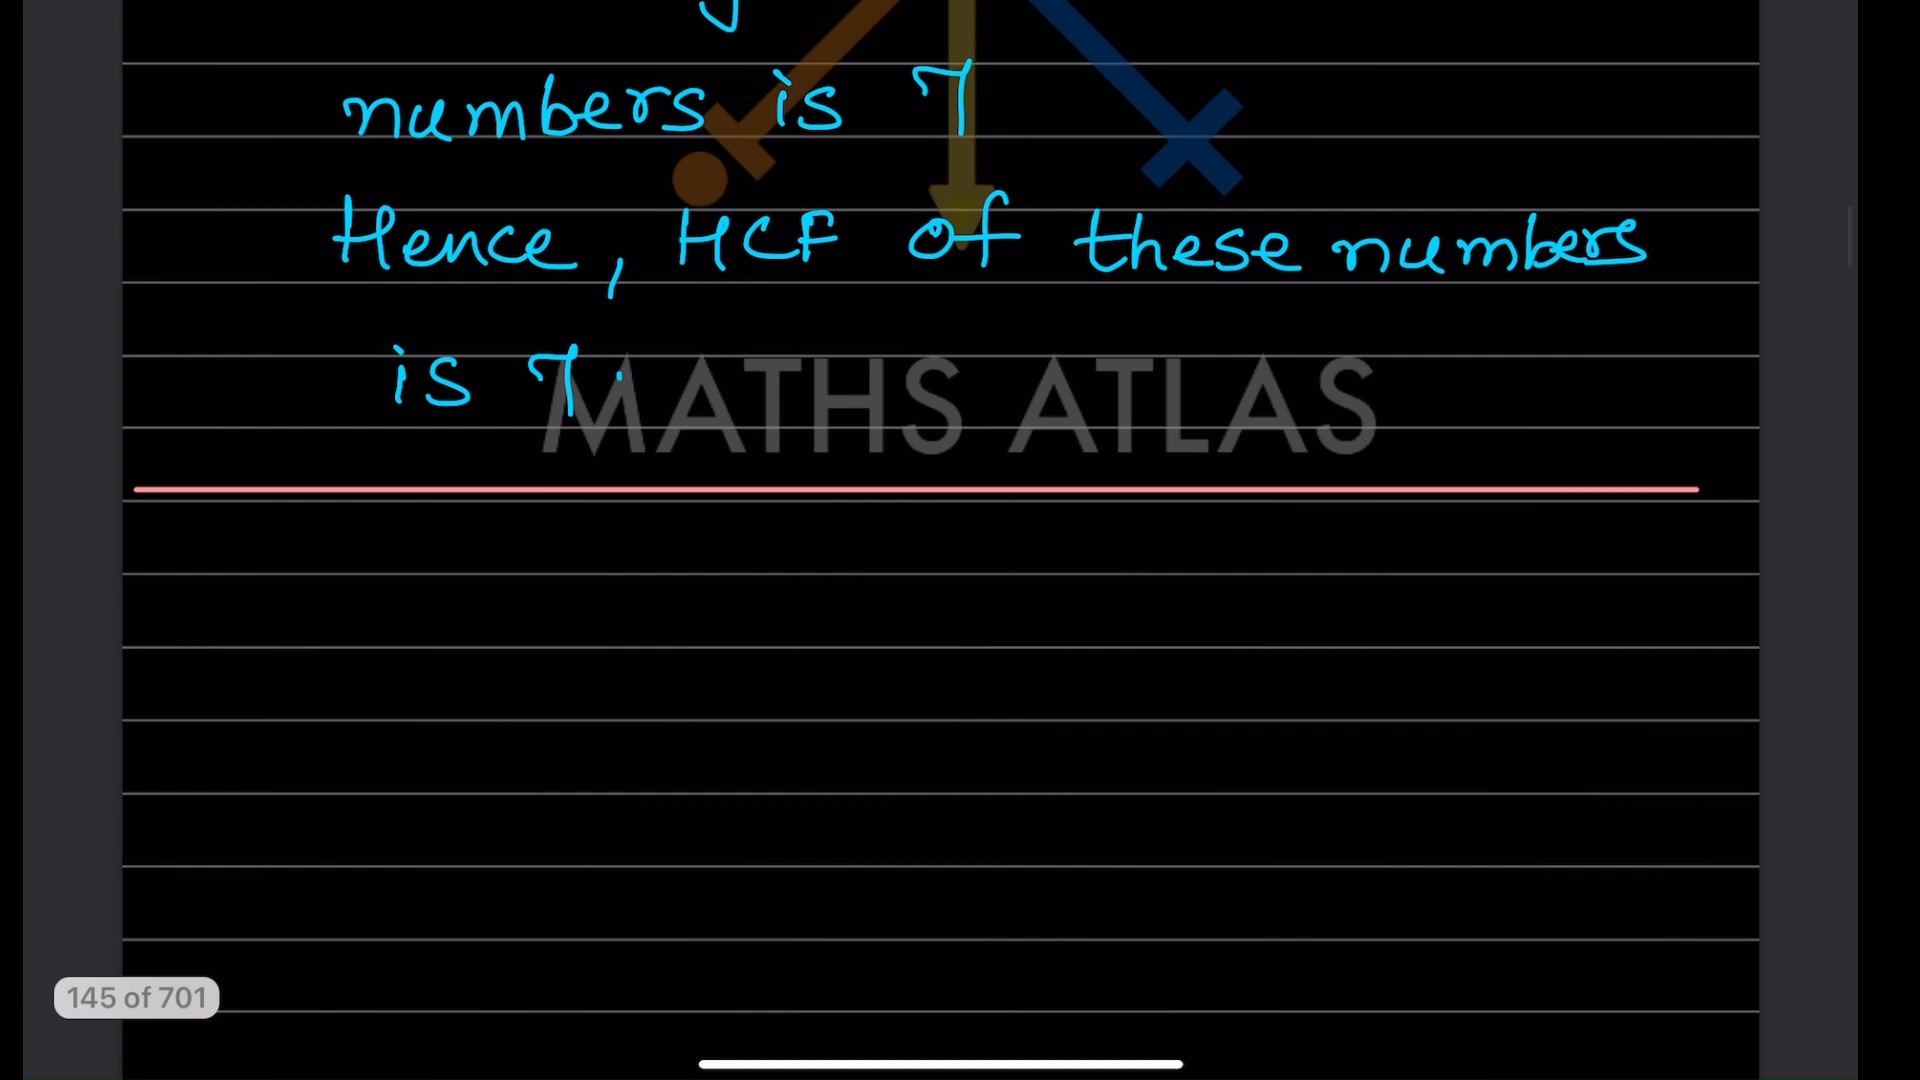 numbers is 7
Hence, HCF of these numbers
is 7.
MATHS ATLAS
145 of 701